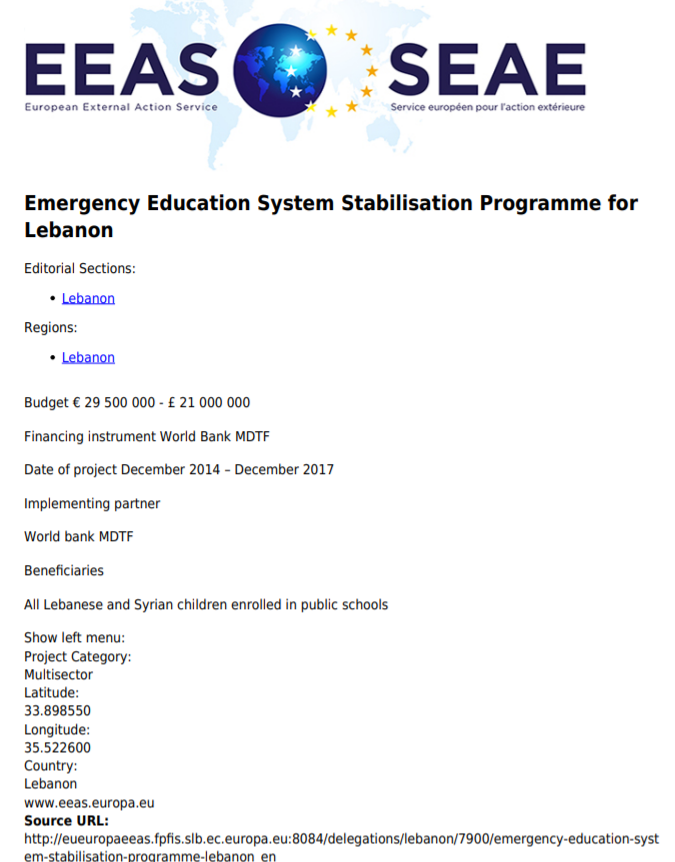 EEAS SEAE
European External Action Service Service européen pour l'action extérieure
Emergency Education System Stabilisation Programme for
Lebanon
Editorial Sections:
• Lebanon
Regions:
• Lebanon
Budget € 29 500 000 - £ 21 000 000
Financing instrument World Bank MDTF
Date of project December 2014 – December 2017
Implementing partner
World bank MDTF
Beneficiaries
All Lebanese and Syrian children enrolled in public schools
Show left menu:
Project Category:
Multisector
Latitude:
33.898550
Longitude:
35.522600
Country:
Lebanon
www.eeas.europa.eu
Source URL:
http://eueuropaeeas.fpfis.slb.ec.europa.eu:8084/delegations/lebanon/7900/emergency-education-syst
em-stabilisation-programme-lebanon_en